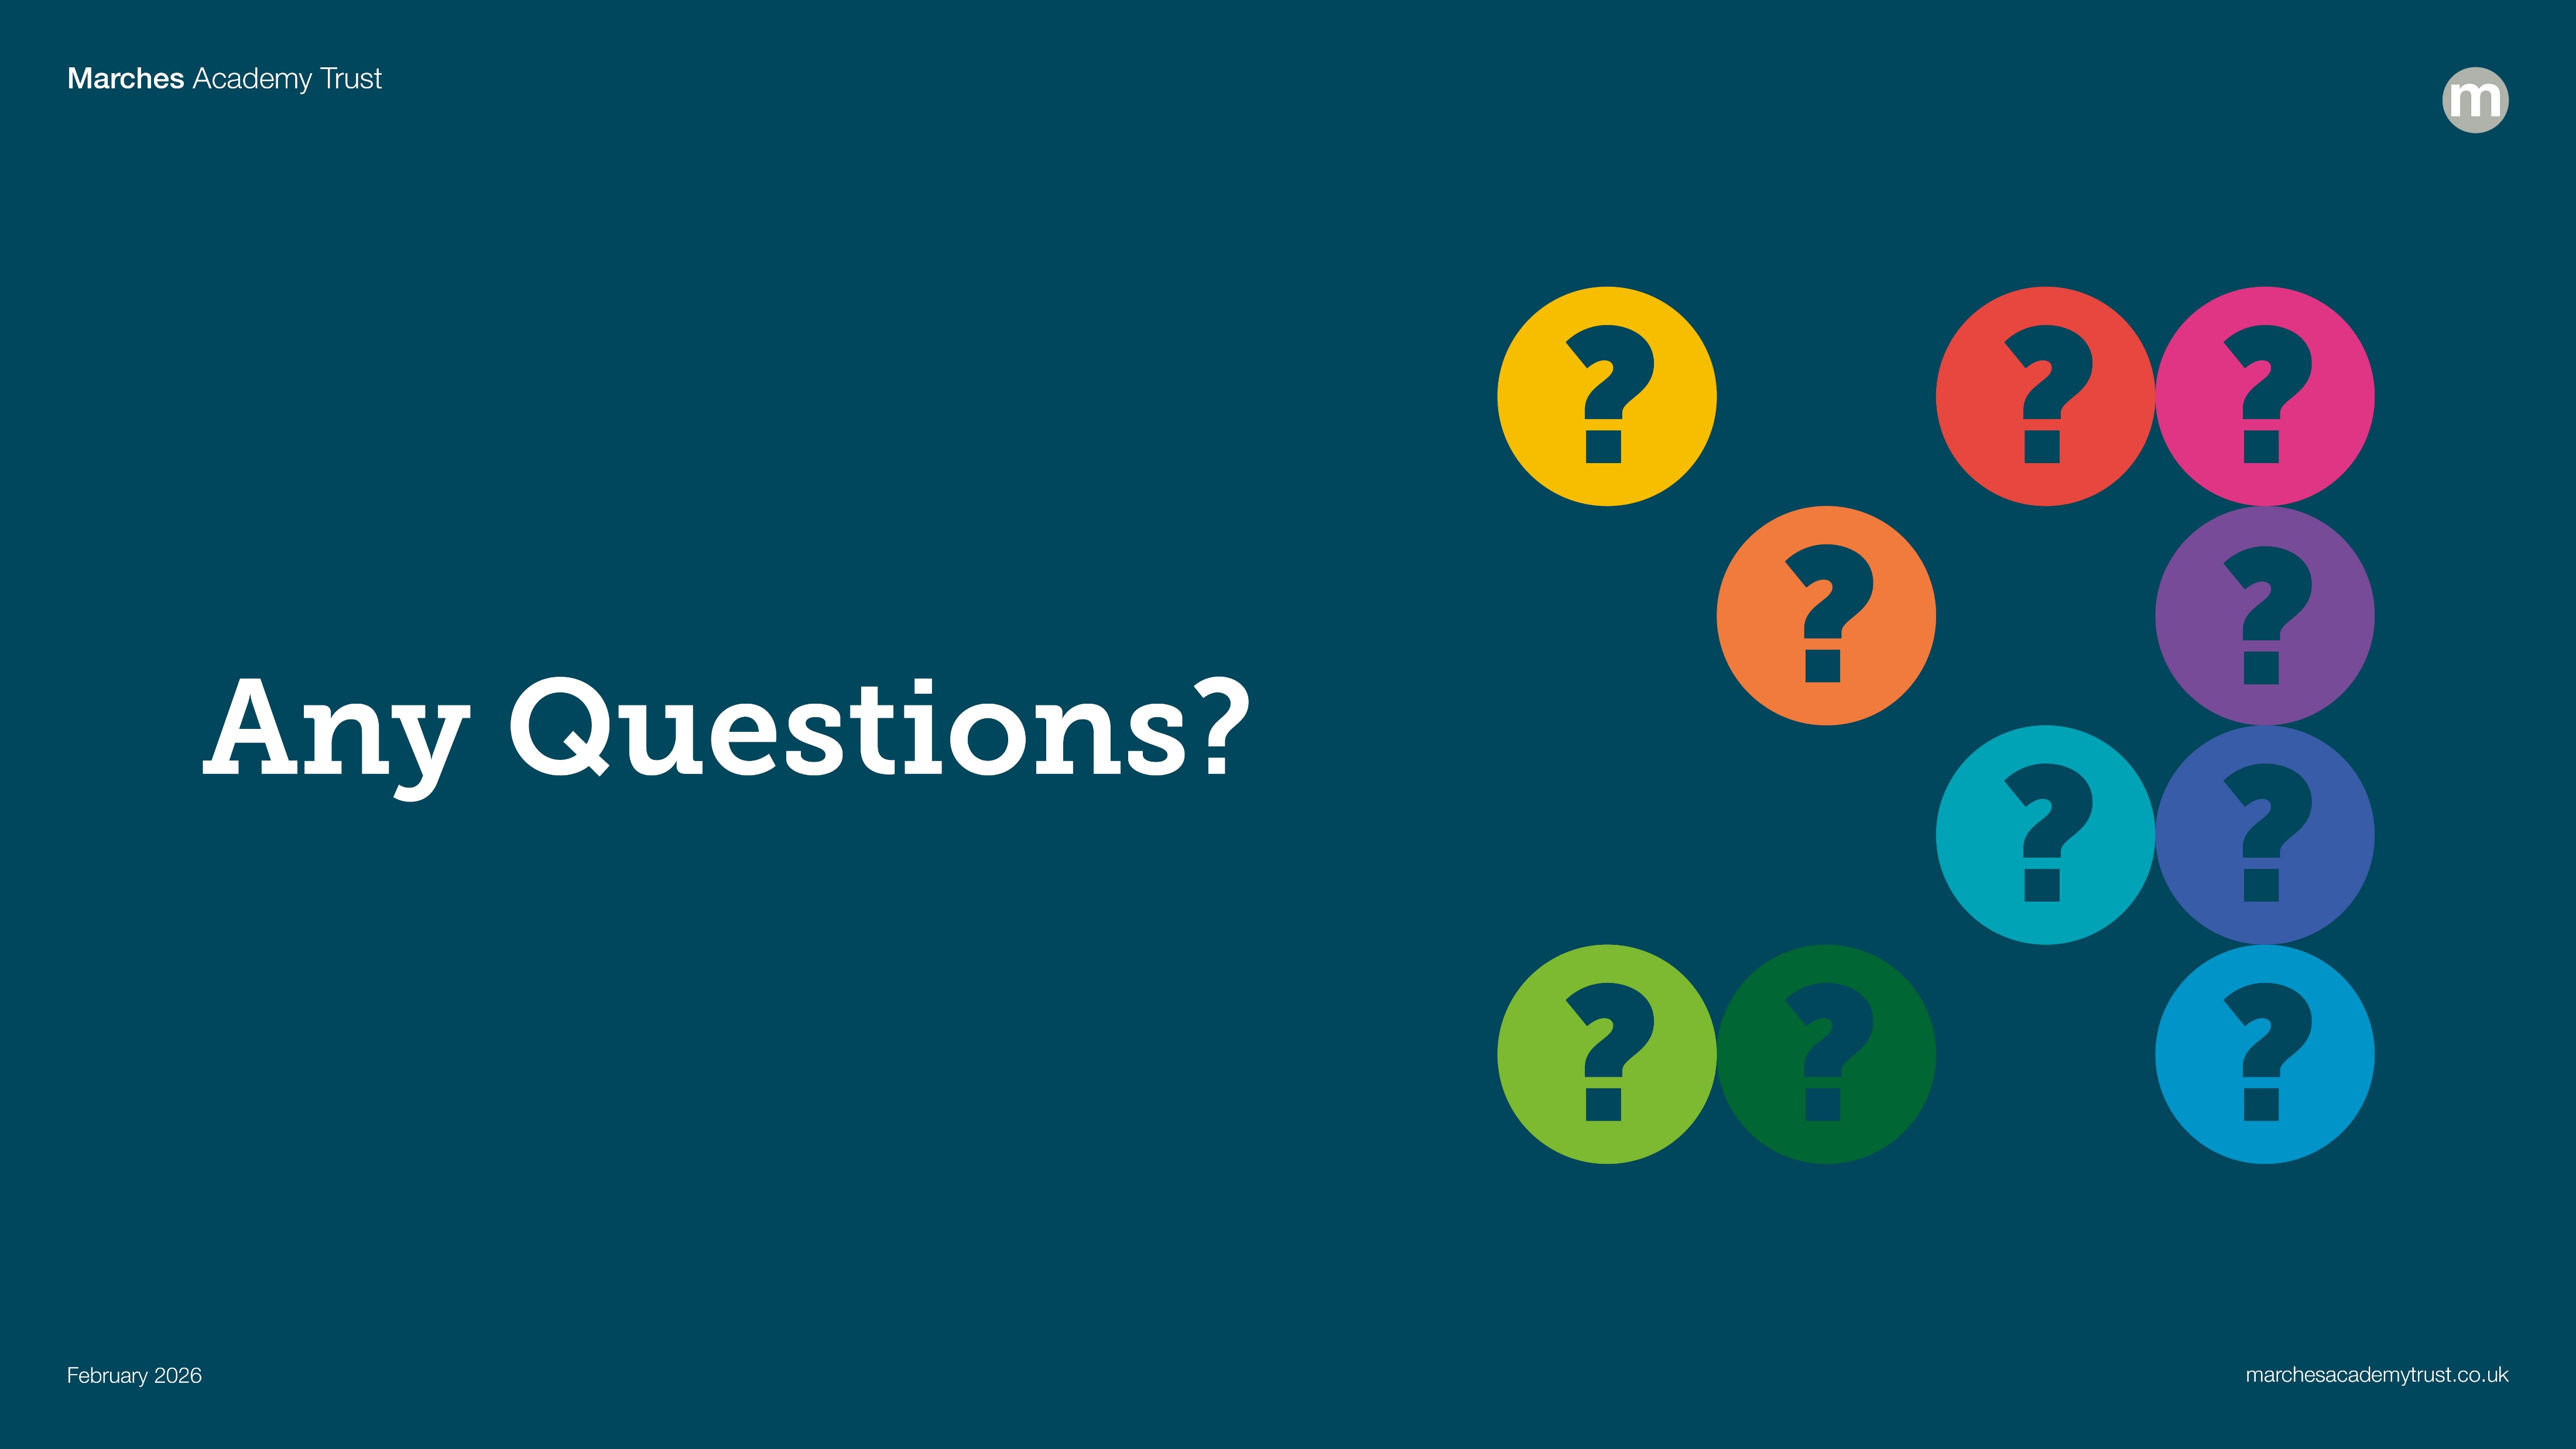 Marches Academy Trust
m
Any Questions?
? ? ?
? ?
? ?
? ? ?
February 2026
marchesacademytrust.co.uk